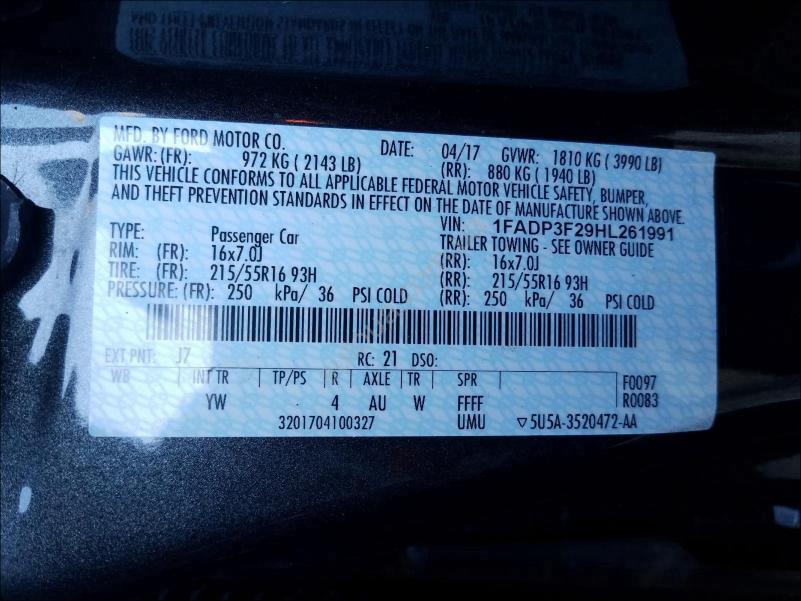 MFD. BY FORD MOTOR CO. DATE: 04/17 GVWR: 1810 KG ( 3990 LB)
GAWR: (FR): 972 KG ( 2143 LB) (RR): 880 KG ( 1940 LB)
THIS VEHICLE CONFORMS TO ALL APPLICABLE FEDERAL MOTOR VEHICLE SAFETY, BUMPER,
AND THEFT PREVENTION STANDARDS IN EFFECT ON THE DATE OF MANUFACTURE SHOWN ABOVE.
VIN: 1FADP3F29HL261991
TYPE: Passenger Car TRAILER TOWING - SEE OWNER GUIDE
RIM: (FR): 16x7.0J (RR): 16x7.0J
TIRE: (FR): 215/55R16 93H (RR): 215/55R16 93H
PRESSURE: (FR): 250 kPa/ 36 PSI COLD (RR): 250 kPa/ 36 PSI COLD
EXT PNT: J7 RC: 21 DSO:
WB INT TR TP/PS R AXLE TR SPR F0097
YW 4 AU W FFFF R0083
3201704100327 UMU ▽5U5A-3520472-AA